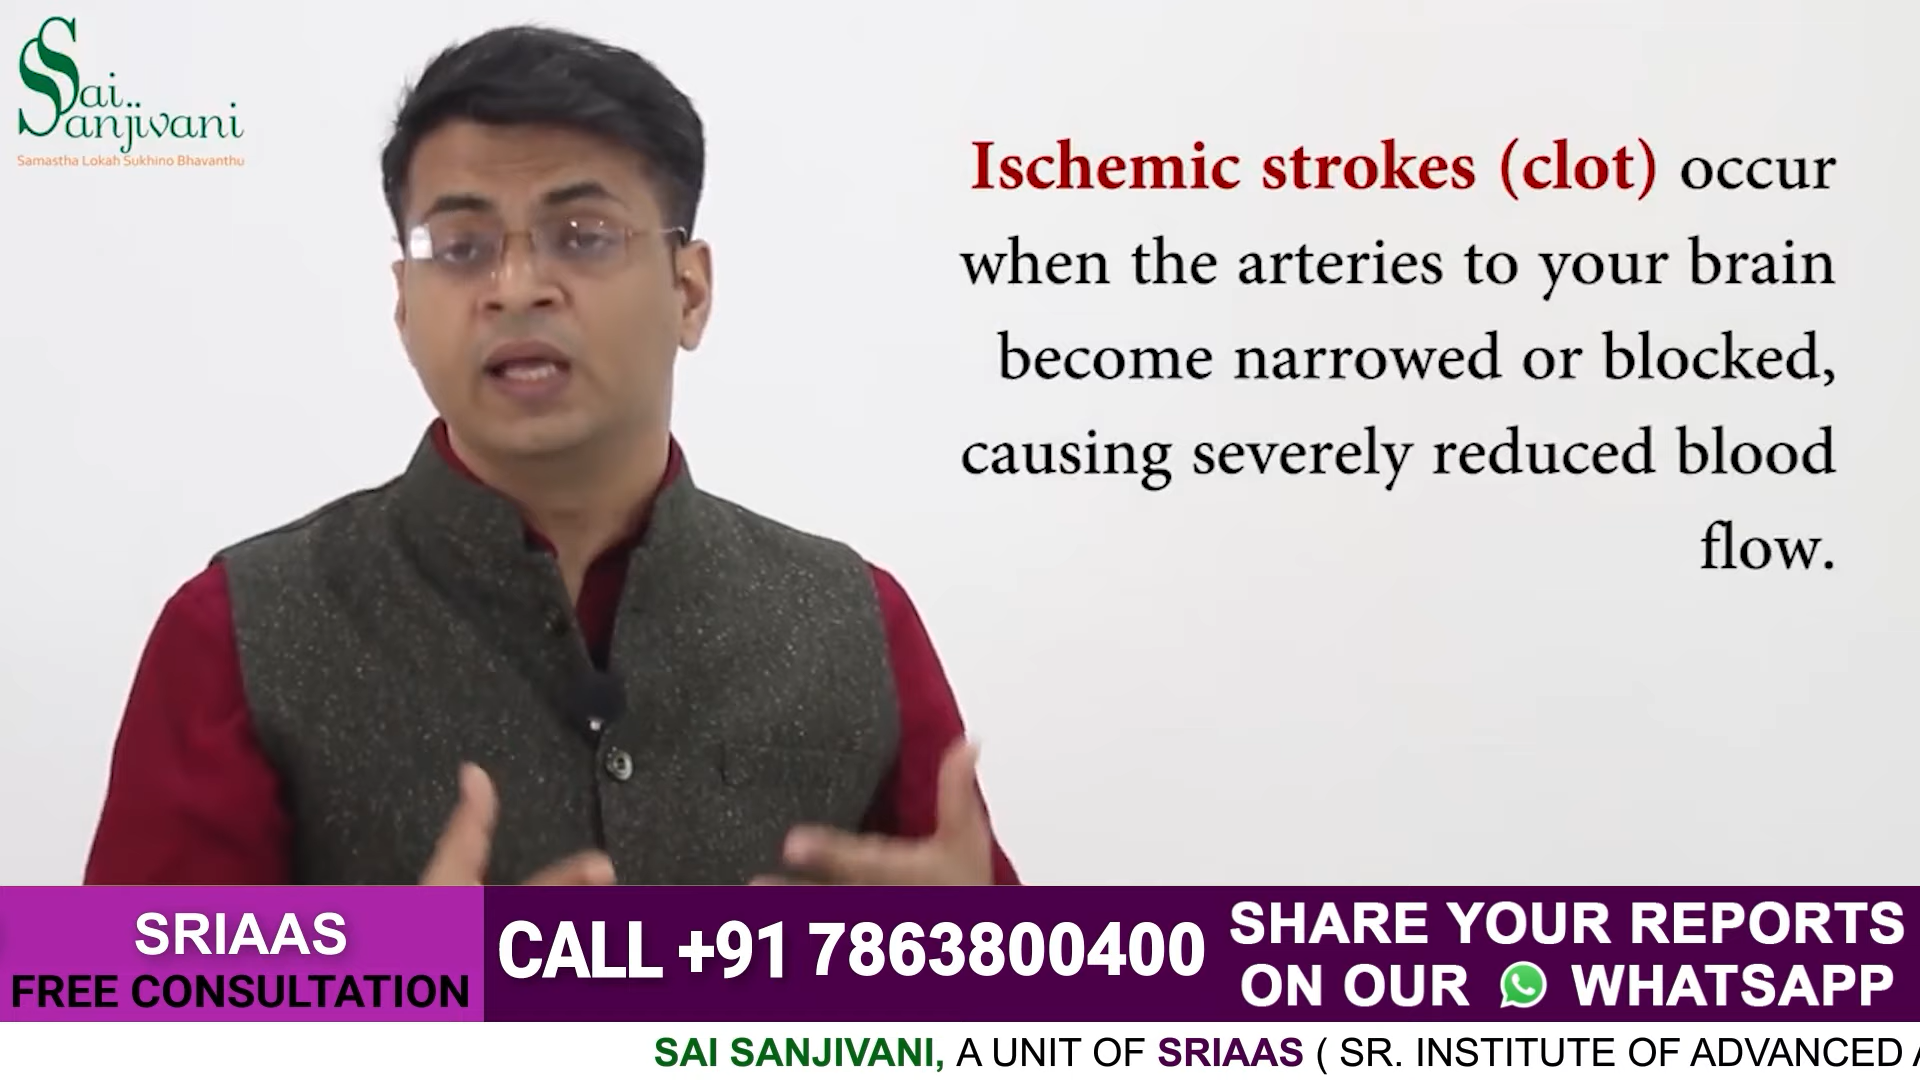 Sai
Sanjivani
Samastha Lokah Sukhino Bhavanthu
Ischemic strokes (clot) occur
when the arteries to your brain
become narrowed or blocked,
causing severely reduced blood
flow.
SRIAAS
FREE CONSULTATION
CALL +91 7863800400
SHARE YOUR REPORTS
ON OUR WHATSAPP
SAI SANJIVANI, A UNIT OF SRIAAS ( SR. INSTITUTE OF ADVANCED